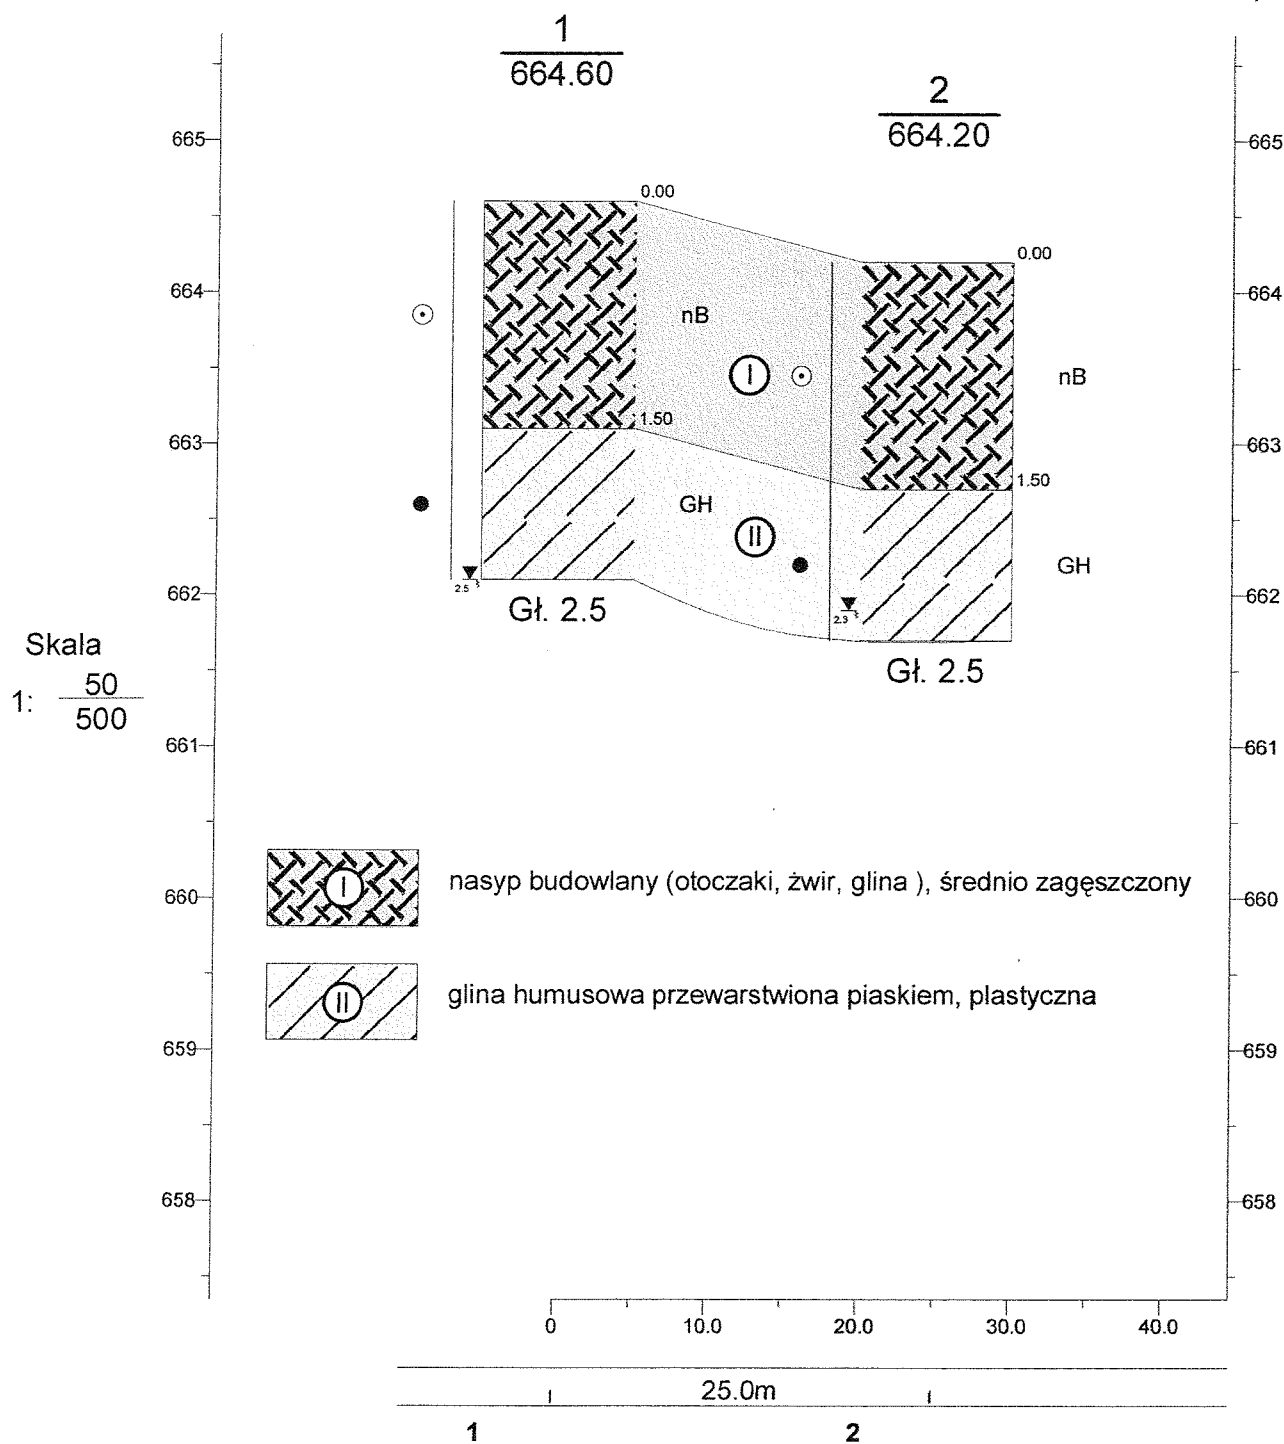 1
664.60
2
664.20
665
665
0.00
0.00
664
664
nB
I
nB
1.50
663
663
1.50
GH
II
GH
2.5
662
Gł. 2.5
2.3
662
Skala
1: 50
500
Gł. 2.5
661
661
I
nasyp budowlany (otoczaki, żwir, glina ), średnio zagęszczony
660
660
II
glina humusowa przewarstwiona piaskiem, plastyczna
659
659
658
658
0 10.0 20.0 30.0 40.0
25.0m
1 2